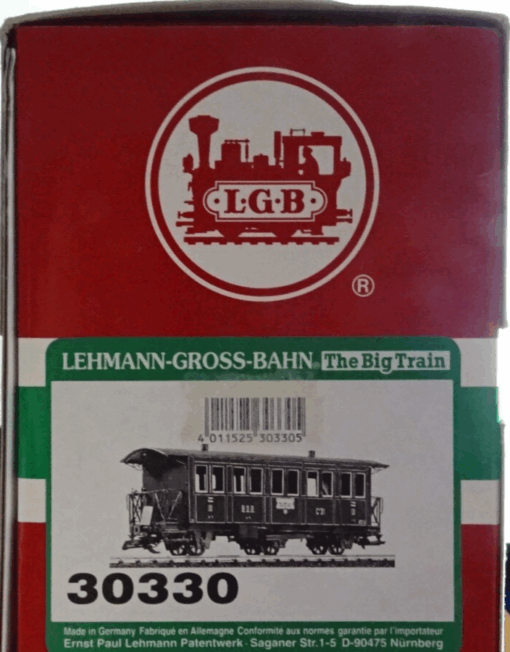 L·G·B
®
LEHMANN-GROSS-BAHN® The Big Train
4 011525 303305
30330
Made in Germany Fabriqué en Allemagne Conformité aux normes garantie par l'importateur
Ernst Paul Lehmann Patentwerk · Saganer Str.1-5 D-90475 Nürnberg